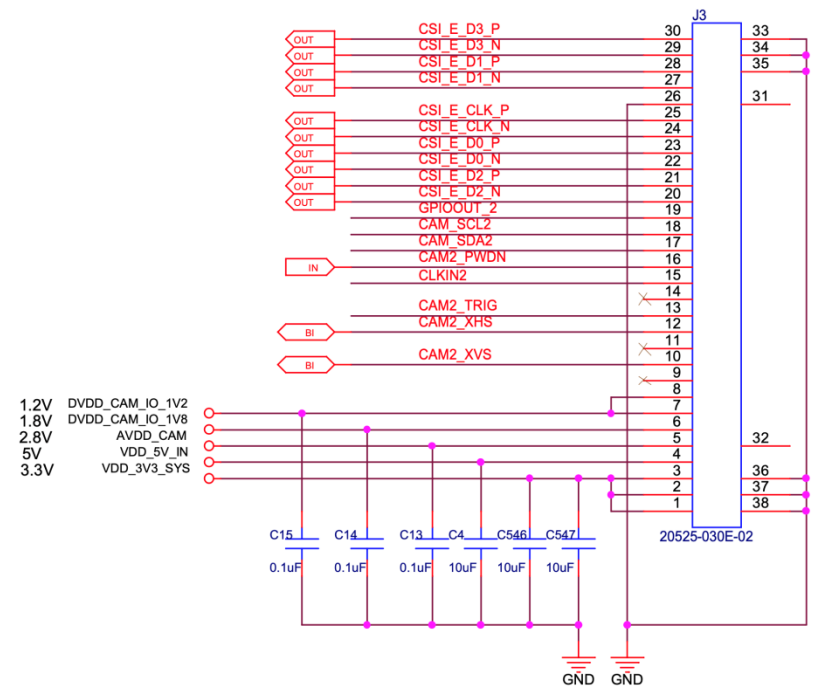 J3
CSI_E_D3_P 30 33
OUT CSI_E_D3_N 29 34
OUT CSI_E_D1_P 28 35
OUT CSI_E_D1_N 27
OUT 26 31
CSI_E_CLK_P 25
OUT CSI_E_CLK_N 24
OUT CSI_E_D0_P 23
OUT CSI_E_D0_N 22
OUT CSI_E_D2_P 21
OUT CSI_E_D2_N 20
OUT GPIOOUT_2 19
CAM_SCL2 18
CAM_SDA2 17
CAM2_PWDN 16
IN CLKIN2 15
14
CAM2_TRIG 13
CAM2_XHS 12
BI 11
CAM2_XVS 10
BI 9
8
1.2V DVDD_CAM_IO_1V2 7
1.8V DVDD_CAM_IO_1V8 6
2.8V AVDD_CAM 5 32
5V VDD_5V_IN 4
3.3V VDD_3V3_SYS 3 36
2 37
1 38
C15 C14 C13 C4 C546 C547 20525-030E-02
0.1uF 0.1uF 0.1uF 10uF 10uF 10uF
GND GND